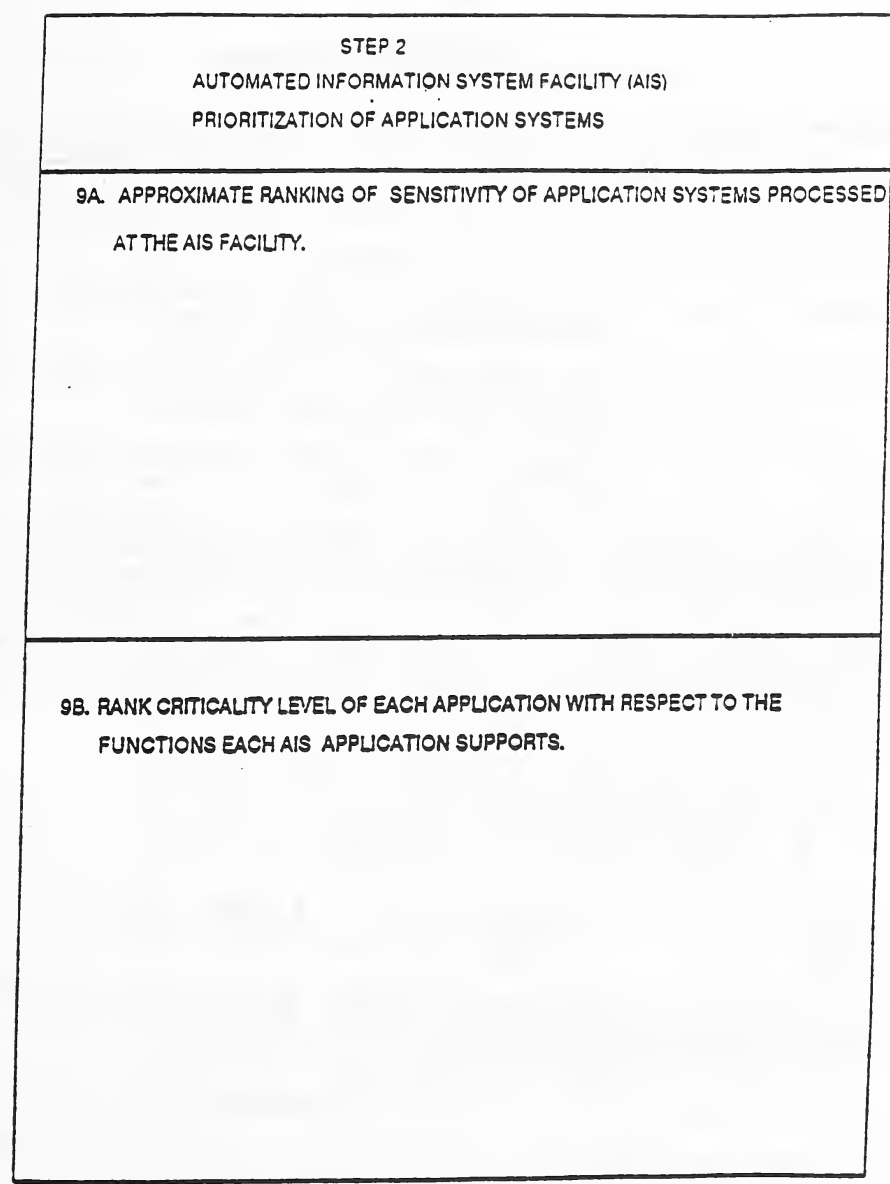 STEP 2
AUTOMATED INFORMATION SYSTEM FACILITY (AIS)
PRIORITIZATION OF APPLICATION SYSTEMS
9A. APPROXIMATE RANKING OF SENSITIVITY OF APPLICATION SYSTEMS PROCESSED
AT THE AIS FACILITY.
9B. RANK CRITICALITY LEVEL OF EACH APPLICATION WITH RESPECT TO THE
FUNCTIONS EACH AIS APPLICATION SUPPORTS.